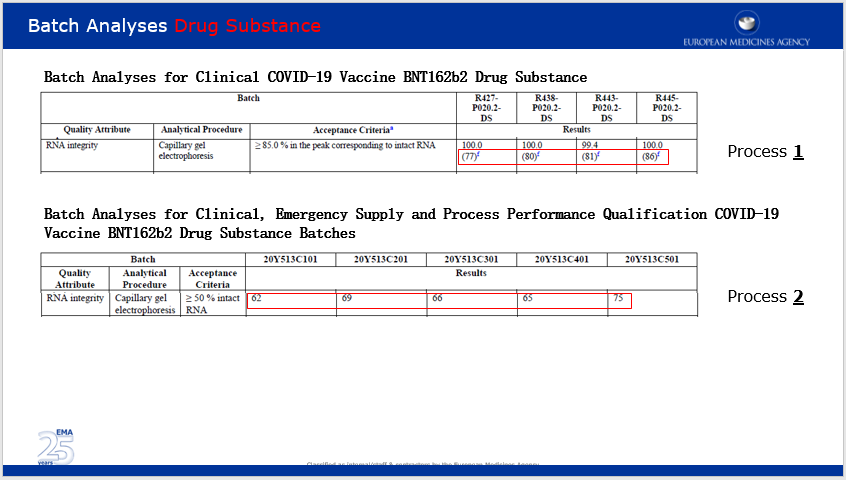 Batch Analyses Drug Substance
EUROPEAN MEDICINES AGENCY
Batch Analyses for Clinical COVID-19 Vaccine BNT162b2 Drug Substance
Batch R427-P020.2-DS R438-P020.2-DS R443-P020.2-DS R445-P020.2-DS
Quality Attribute Analytical Procedure Acceptance Criteriaᵃ Results
RNA integrity Capillary gel electrophoresis ≥ 85.0 % in the peak corresponding to intact RNA 100.0 (77)ᶠ 100.0 (80)ᶠ 99.4 (81)ᶠ 100.0 (86)ᶠ
Process 1
Batch Analyses for Clinical, Emergency Supply and Process Performance Qualification COVID-19
Vaccine BNT162b2 Drug Substance Batches
Batch 20Y513C101 20Y513C201 20Y513C301 20Y513C401 20Y513C501
Quality Attribute Analytical Procedure Acceptance Criteria Results
RNA integrity Capillary gel electrophoresis ≥ 50 % intact RNA 62 69 66 65 75
Process 2
EMA
25
years
Classified as internal/staff & contractors by the European Medicines Agency